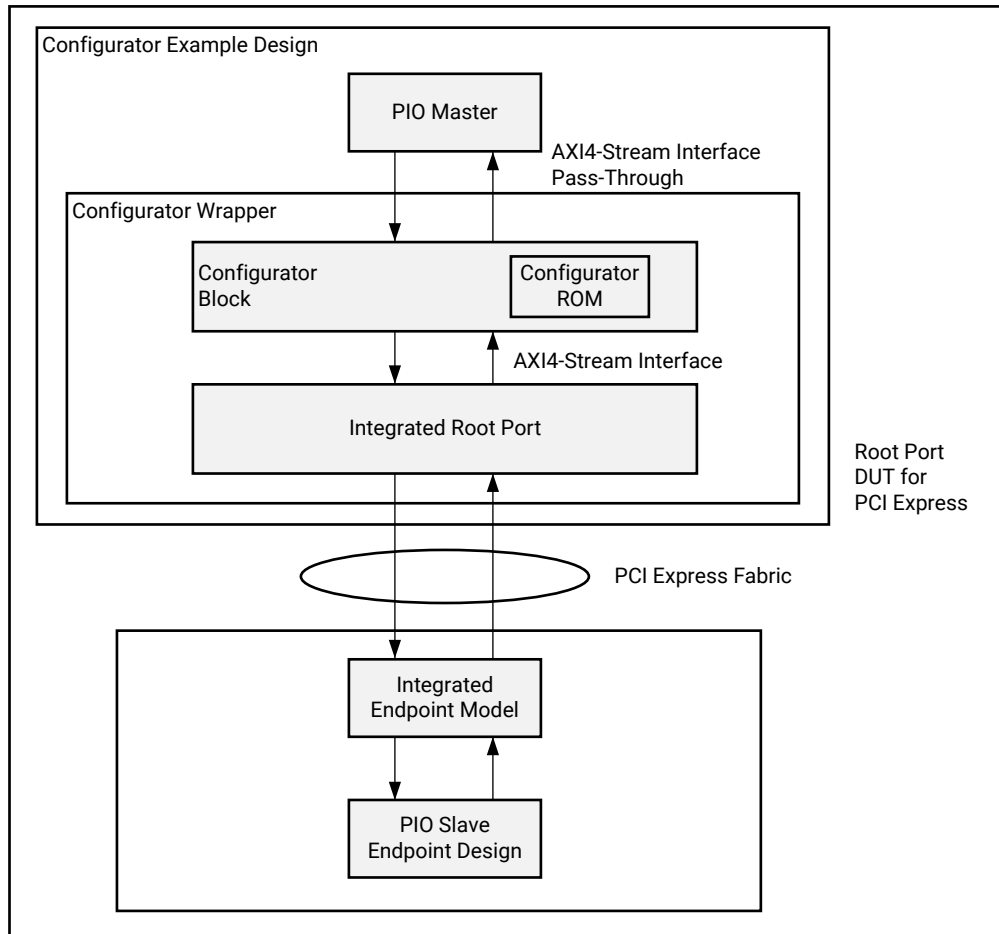 Configurator Example Design
PIO Master
AXI4-Stream Interface
Pass-Through
Configurator Wrapper
Configurator
Block
Configurator
ROM
AXI4-Stream Interface
Integrated Root Port
Root Port
DUT for
PCI Express
PCI Express Fabric
Integrated
Endpoint Model
PIO Slave
Endpoint Design